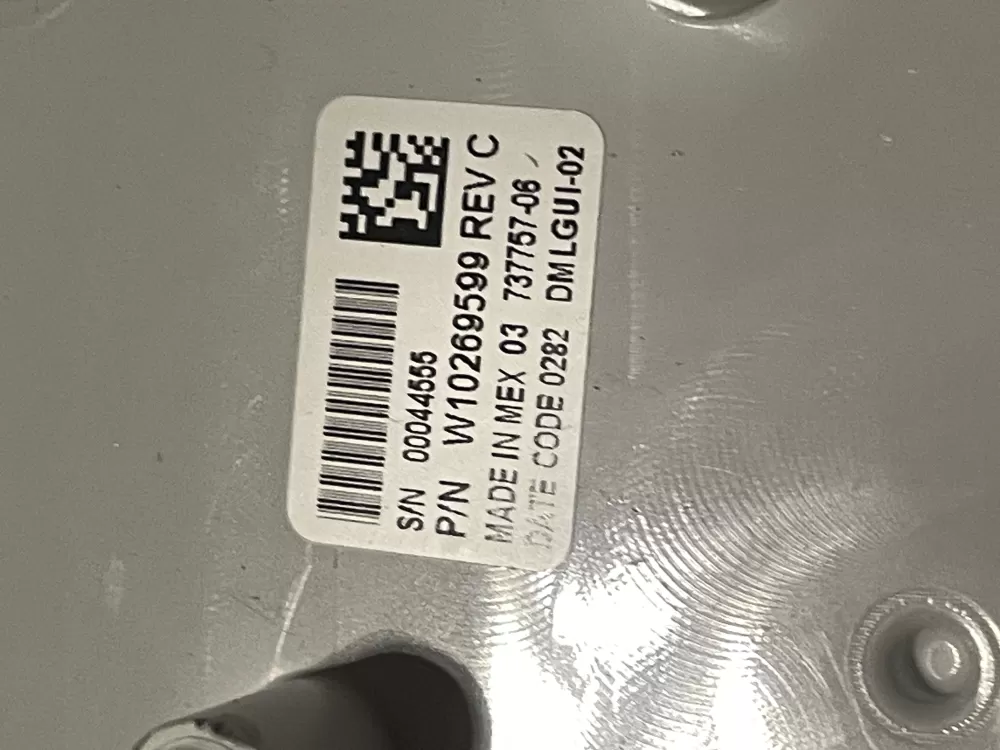 S/N 00044555
P/N W10269599 REV C
MADE IN MEX 03 737757-06
DATE CODE 0282 DMLGUI-02